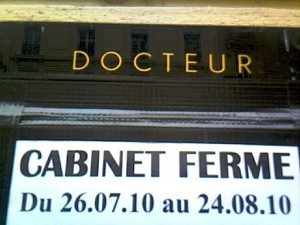 DOCTEUR
CABINET FERME
Du 26.07.10 au 24.08.10